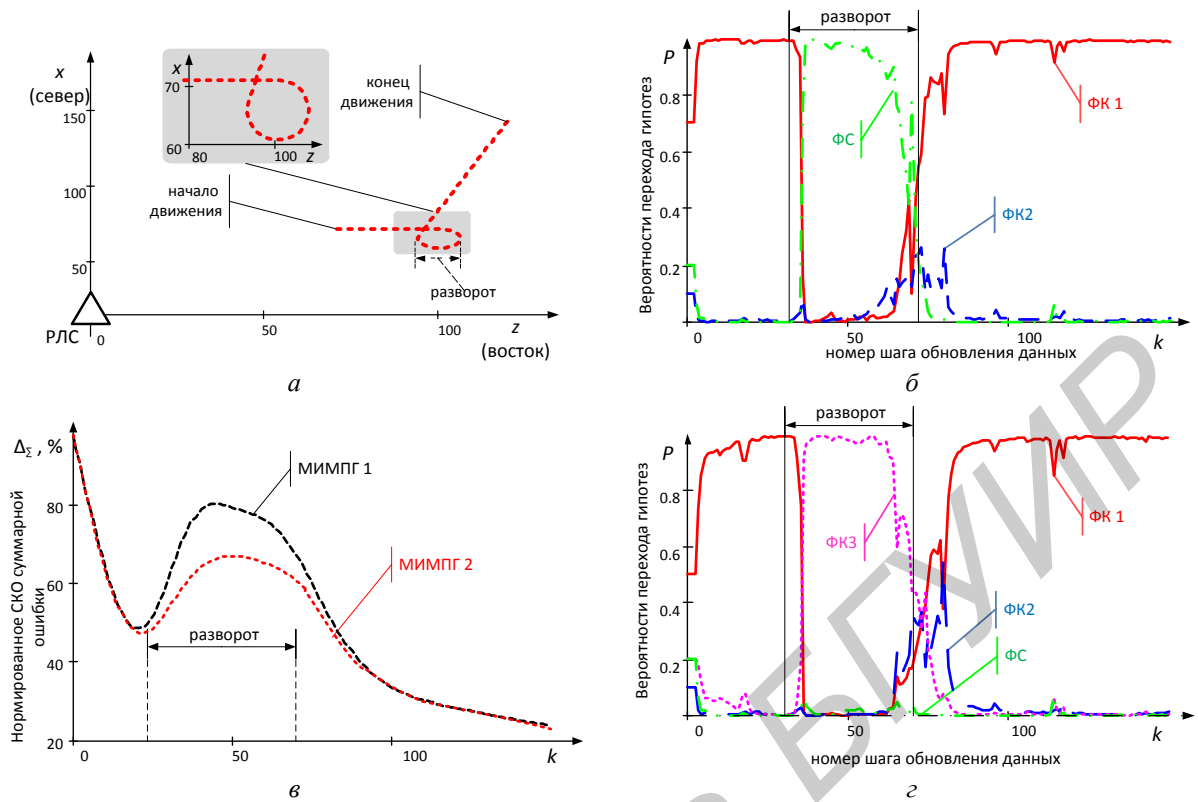 x
(север)
150
100
50
РЛС
0
50
100
z
(восток)
x
70
60
80
100
z
конец
движения
начало
движения
разворот
а
разворот
P
Вероятности перехода гипотез
0.8
0.6
0.4
0.2
0
50
100
k
номер шага обновления данных
ФС
ФК 1
ФК2
б
Δ_Σ , %
Нормированное СКО суммарной
ошибки
80
60
40
20
0
50
100
k
МИМПГ 1
МИМПГ 2
разворот
в
разворот
P
Вероятности перехода гипотез
0.8
0.6
0.4
0.2
0
50
100
k
номер шага обновления данных
ФК3
ФК 1
ФК2
ФС
г
БГУИР